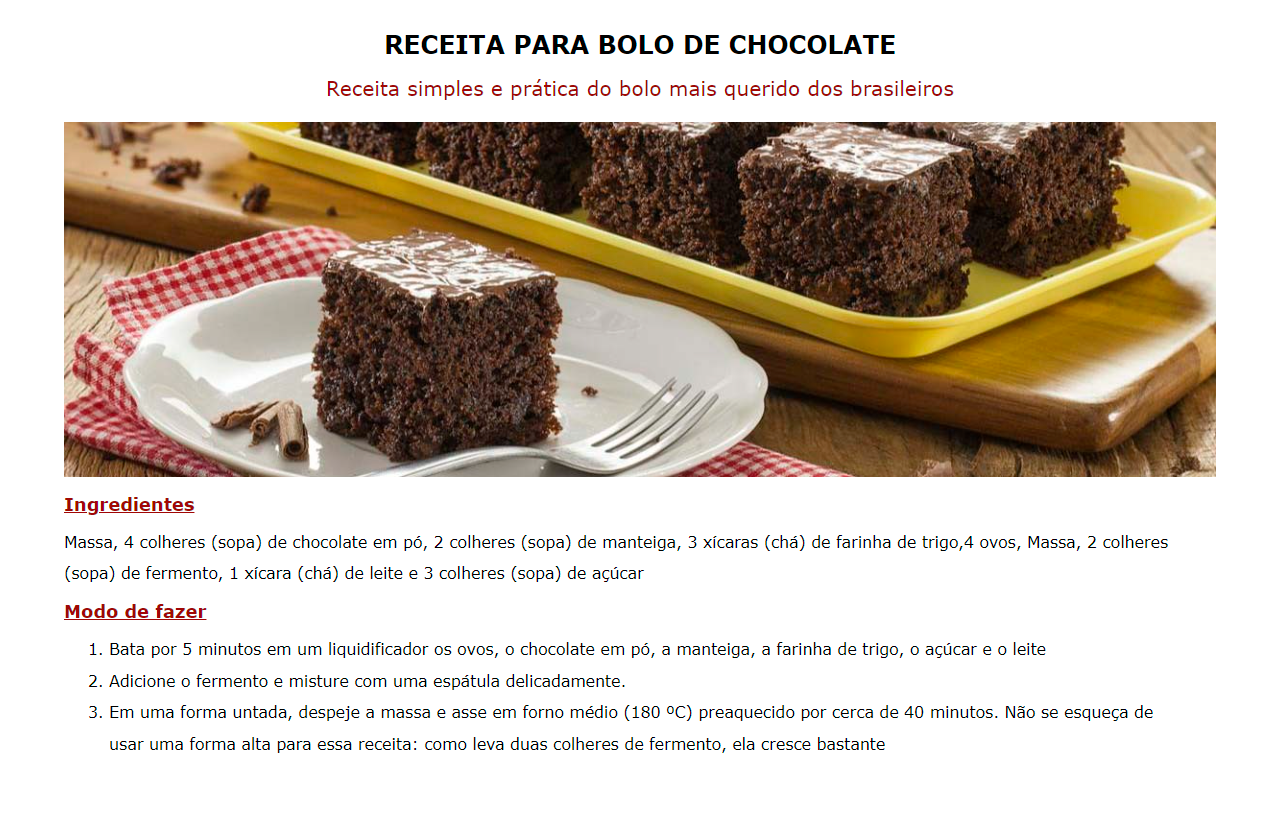 RECEITA PARA BOLO DE CHOCOLATE
Receita simples e prática do bolo mais querido dos brasileiros
Ingredientes
Massa, 4 colheres (sopa) de chocolate em pó, 2 colheres (sopa) de manteiga, 3 xícaras (chá) de farinha de trigo,4 ovos, Massa, 2 colheres
(sopa) de fermento, 1 xícara (chá) de leite e 3 colheres (sopa) de açúcar
Modo de fazer
1. Bata por 5 minutos em um liquidificador os ovos, o chocolate em pó, a manteiga, a farinha de trigo, o açúcar e o leite
2. Adicione o fermento e misture com uma espátula delicadamente.
3. Em uma forma untada, despeje a massa e asse em forno médio (180 ºC) preaquecido por cerca de 40 minutos. Não se esqueça de
usar uma forma alta para essa receita: como leva duas colheres de fermento, ela cresce bastante